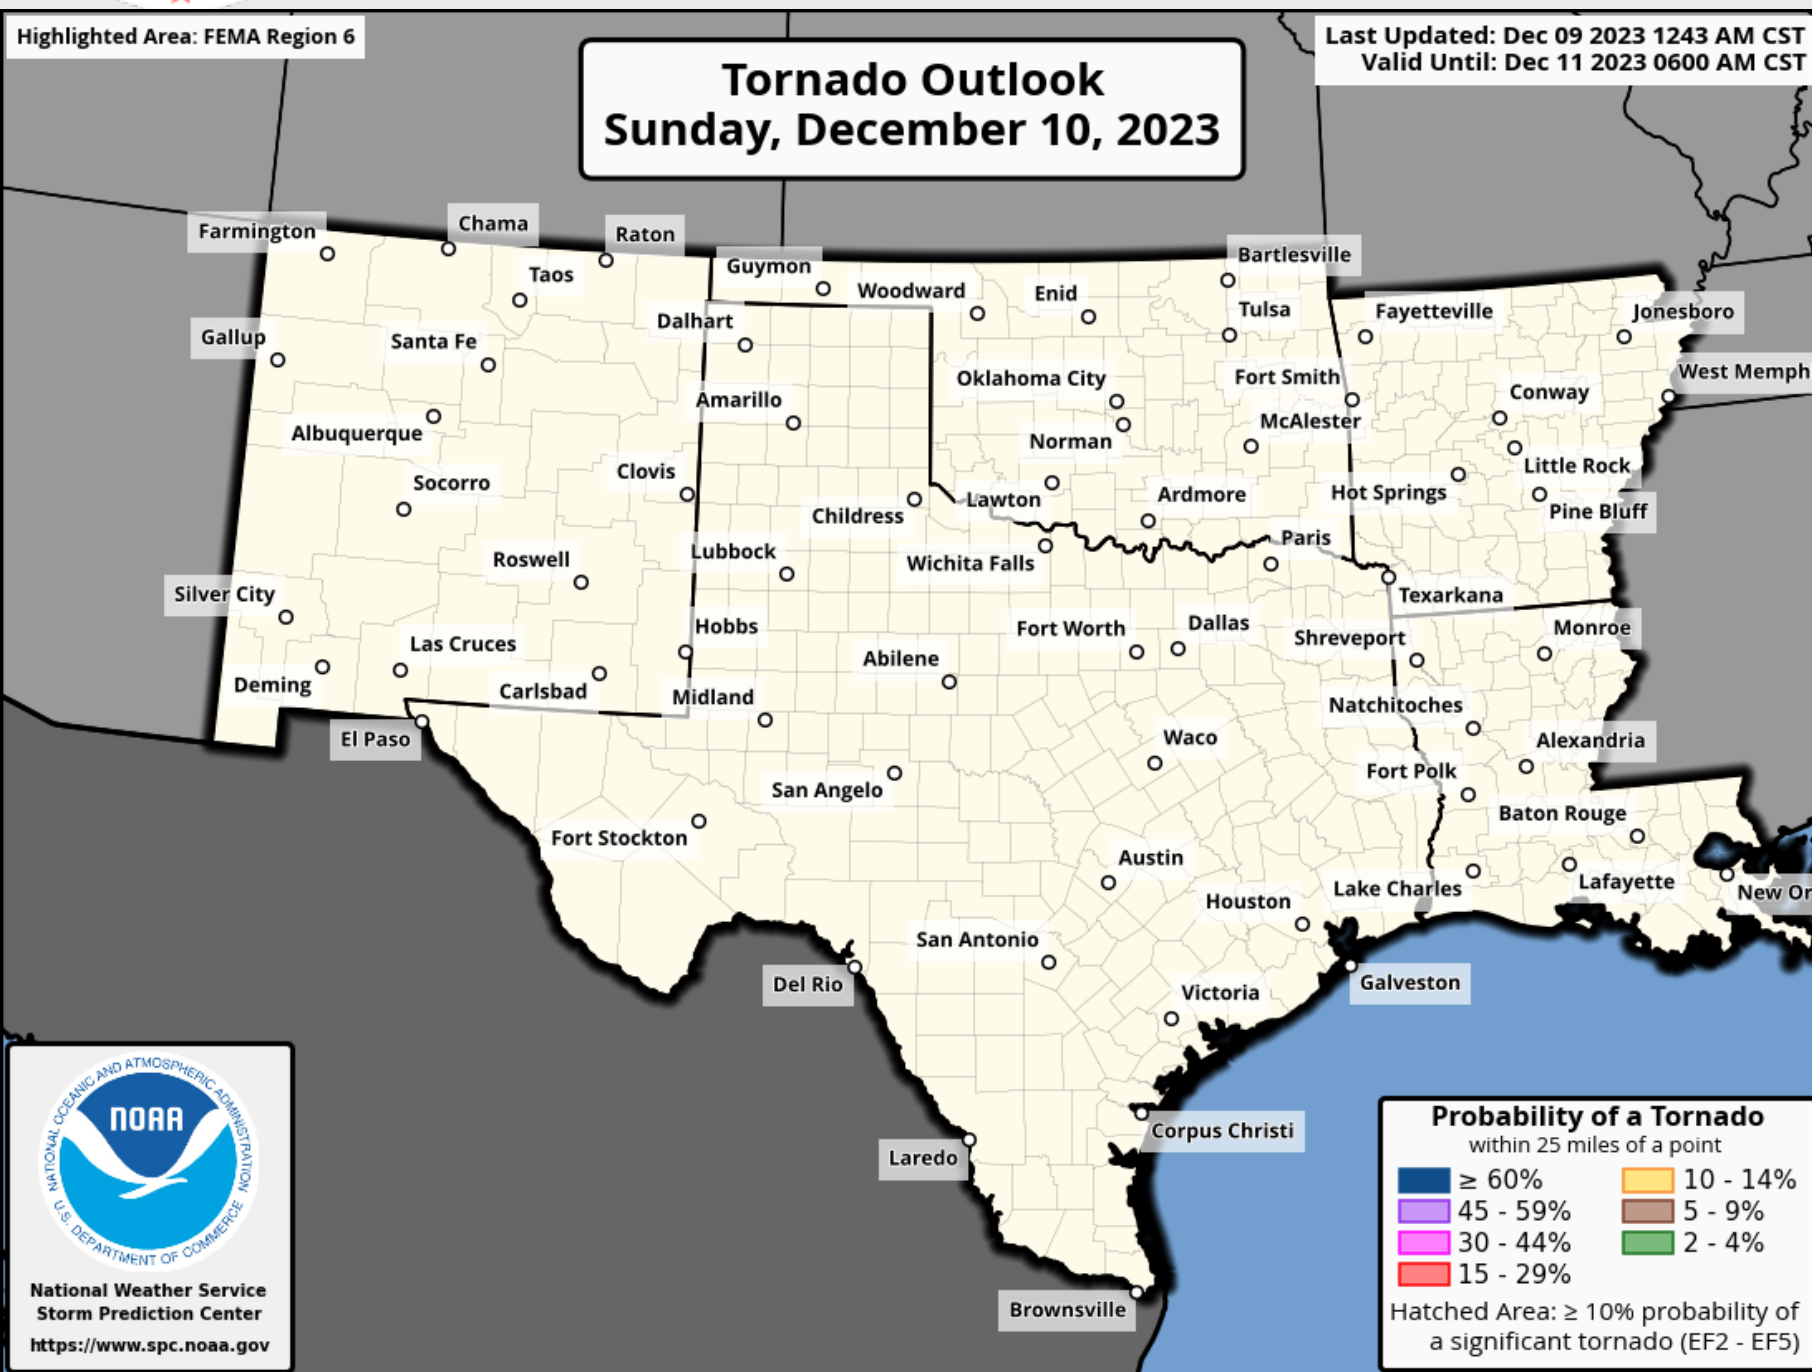 Highlighted Area: FEMA Region 6
Tornado Outlook
Sunday, December 10, 2023
Last Updated: Dec 09 2023 1243 AM CST
Valid Until: Dec 11 2023 0600 AM CST
Farmington
Chama
Raton
Taos
Guymon
Woodward
Enid
Bartlesville
Tulsa
Fayetteville
Jonesboro
Gallup
Santa Fe
Dalhart
Oklahoma City
Fort Smith
West Memph
Conway
Amarillo
Albuquerque
Norman
McAlester
Little Rock
Socorro
Clovis
Childress
Lawton
Ardmore
Hot Springs
Pine Bluff
Roswell
Lubbock
Wichita Falls
Paris
Silver City
Texarkana
Hobbs
Fort Worth
Dallas
Shreveport
Monroe
Las Cruces
Abilene
Deming
Carlsbad
Midland
Natchitoches
El Paso
Waco
Alexandria
San Angelo
Fort Polk
Fort Stockton
Baton Rouge
Austin
Lake Charles
Lafayette
New Or
Houston
San Antonio
Del Rio
Victoria
Galveston
Corpus Christi
Laredo
Brownsville
NATIONAL OCEANIC AND ATMOSPHERIC ADMINISTRATION
NOAA
U.S. DEPARTMENT OF COMMERCE
National Weather Service
Storm Prediction Center
https://www.spc.noaa.gov
Probability of a Tornado
within 25 miles of a point
≥ 60%
45 - 59%
30 - 44%
15 - 29%
10 - 14%
5 - 9%
2 - 4%
Hatched Area: ≥ 10% probability of
a significant tornado (EF2 - EF5)